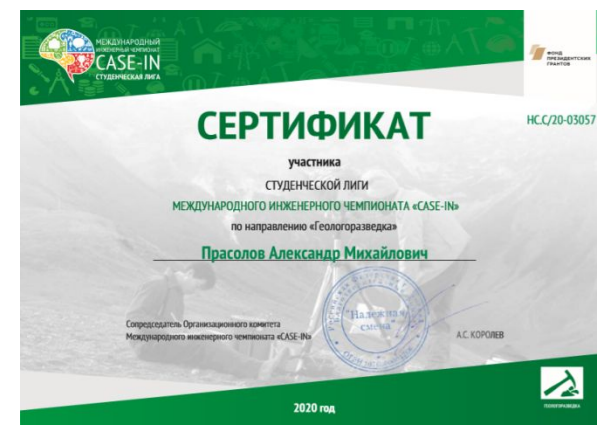 МЕЖДУНАРОДНЫЙ
ИНЖЕНЕРНЫЙ ЧЕМПИОНАТ
CASE-IN
СТУДЕНЧЕСКАЯ ЛИГА
ФОНД
ПРЕЗИДЕНТСКИХ
ГРАНТОВ
СЕРТИФИКАТ
НС.С/20-03057
участника
СТУДЕНЧЕСКОЙ ЛИГИ
МЕЖДУНАРОДНОГО ИНЖЕНЕРНОГО ЧЕМПИОНАТА «CASE-IN»
по направлению «Геологоразведка»
Прасолов Александр Михайлович
Сопредседатель Организационного комитета
Международного инженерного чемпионата «CASE-IN»
"Надежная
смена"
А.С. КОРОЛЕВ
2020 год
ГЕОЛОГОРАЗВЕДКА